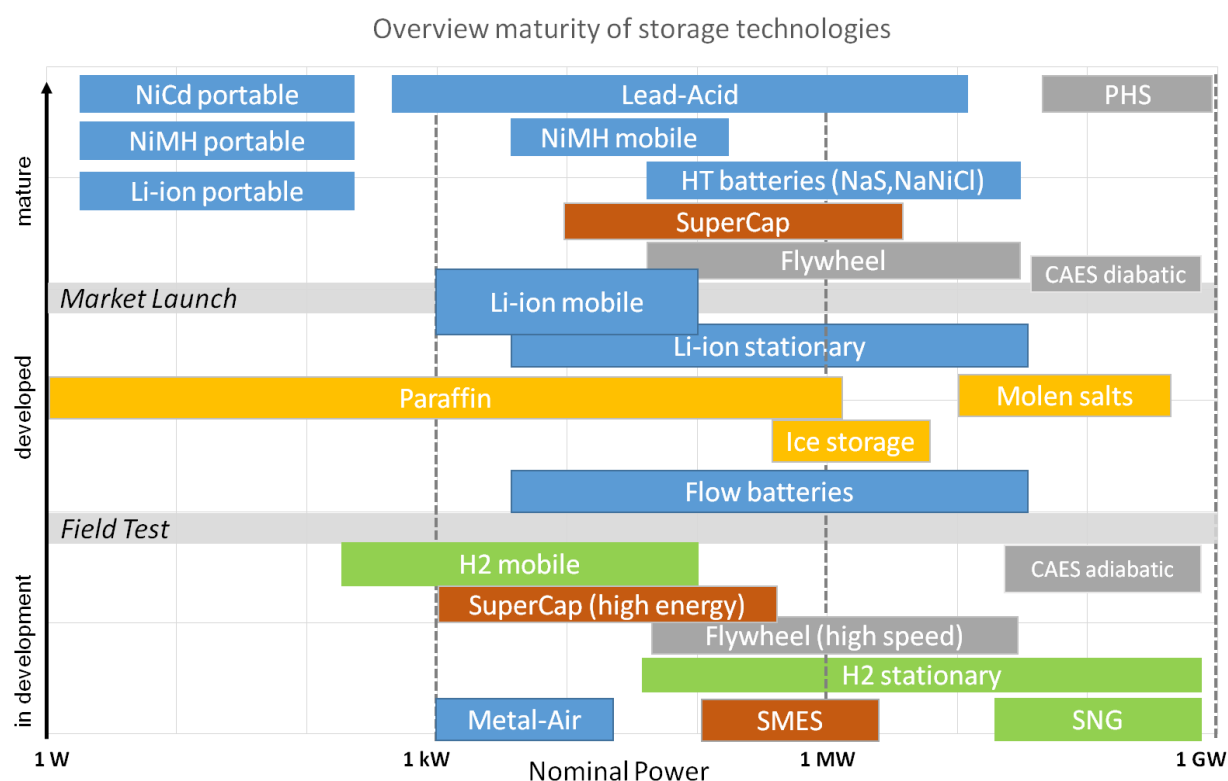 Overview maturity of storage technologies
NiCd portable
Lead-Acid
PHS
NiMH portable
NiMH mobile
Li-ion portable
HT batteries (NaS,NaNiCl)
SuperCap
Flywheel
CAES diabatic
Market Launch
Li-ion mobile
Li-ion stationary
Paraffin
Molen salts
Ice storage
Flow batteries
Field Test
H2 mobile
CAES adiabatic
SuperCap (high energy)
Flywheel (high speed)
H2 stationary
Metal-Air
SMES
SNG
mature
developed
in development
1 W
1 kW
1 MW
1 GW
Nominal Power